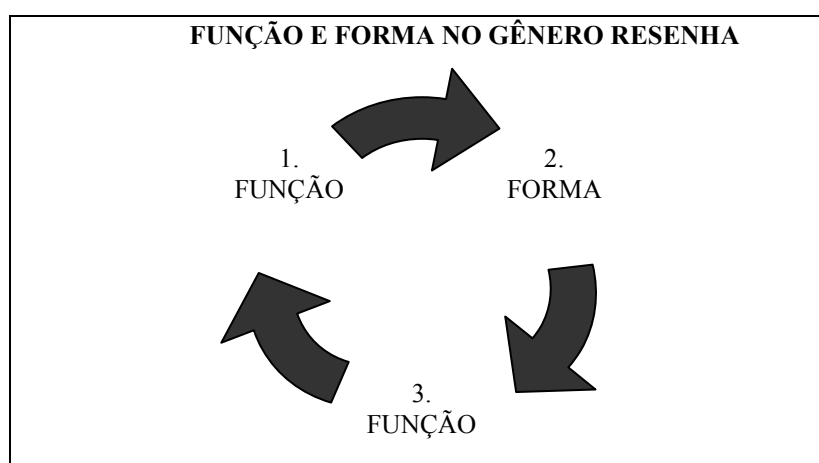 FUNÇÃO E FORMA NO GÊNERO RESENHA
1.
FUNÇÃO
2.
FORMA
3.
FUNÇÃO